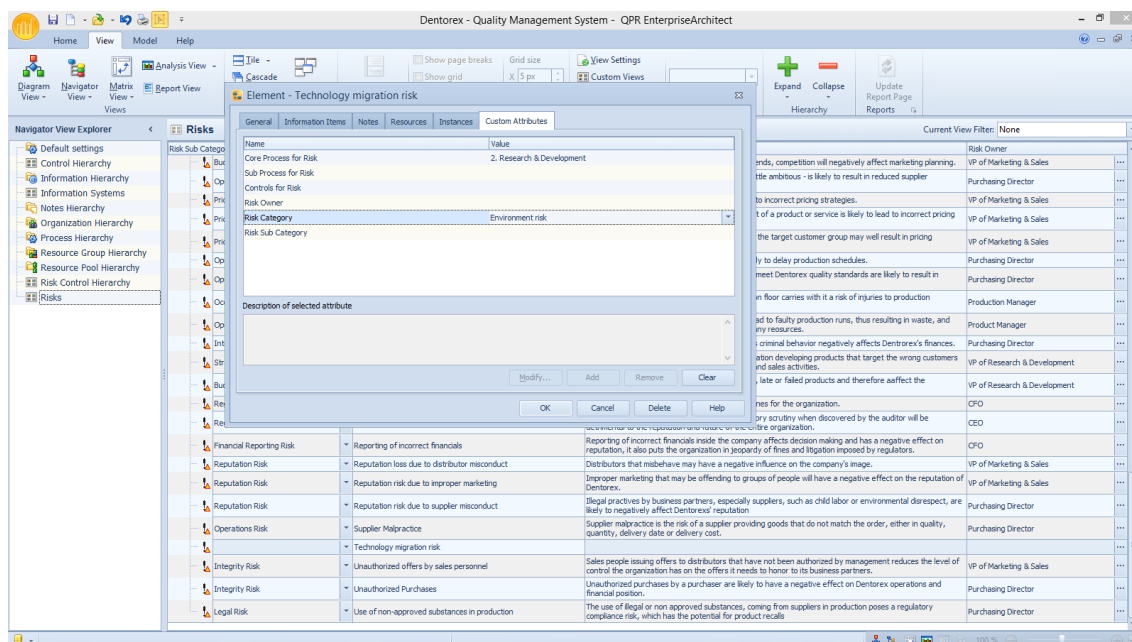 Dentorex - Quality Management System - QPR EnterpriseArchitect
Home View Model Help
Diagram View
Navigator View
Matrix View
Analysis View
Report View
Views
Tile
Cascade
Show page breaks
Show grid
Grid size
X 5 px
View Settings
Custom Views
Expand Collapse
Hierarchy
Update Report Page
Reports
Navigator View Explorer
Default settings
Control Hierarchy
Information Hierarchy
Information Systems
Notes Hierarchy
Organization Hierarchy
Process Hierarchy
Resource Group Hierarchy
Resource Pool Hierarchy
Risk Control Hierarchy
Risks
Risks
Current View Filter: None
Risk Sub Catego
Risk Owner
Element - Technology migration risk
General Information Items Notes Resources Instances Custom Attributes
Name Value
Core Process for Risk 2. Research & Development
Sub Process for Risk
Controls for Risk
Risk Owner
Risk Category Environment risk
Risk Sub Category
Description of selected attribute
Modify... Add Remove Clear
OK Cancel Delete Help
Buc
ends, competition will negatively affect marketing planning. VP of Marketing & Sales
Op
ttle ambitious - is likely to result in reduced supplier Purchasing Director
Pric
to incorrect pricing strategies. VP of Marketing & Sales
Pric
t of a product or service is likely to lead to incorrect pricing VP of Marketing & Sales
Pric
the target customer group may well result in pricing VP of Marketing & Sales
Op
ly to delay production schedules. Purchasing Director
Op
meet Dentorex quality standards are likely to result in Purchasing Director
Occ
n floor carries with it a risk of injuries to production Production Manager
Op
ad to faulty production runs, thus resulting in waste, and
ny reosurces. Product Manager
Int
s criminal behavior negatively affects Dentrorex's finances. Purchasing Director
Str
ation developing products that target the wrong customers
nd sales activities. VP of Research & Development
Buc
, late or failed products and therefore aaffect the VP of Research & Development
Re
nes for the organization. CFO
Re
ory scrutiny when discovered by the auditor will be
CEO
Financial Reporting Risk Reporting of incorrect financials Reporting of incorrect financials inside the company affects decision making and has a negative effect on
reputation, it also puts the organization in jeopardy of fines and litigation imposed by regulators. CFO
Reputation Risk Reputation loss due to distributor misconduct Distributors that misbehave may have a negative influence on the company's image. VP of Marketing & Sales
Reputation Risk Reputation risk due to improper marketing Improper marketing that may be offending to groups of people will have a negative effect on the reputation of
Dentorex. VP of Marketing & Sales
Reputation Risk Reputation risk due to supplier misconduct Illegal practices by business partners, especially suppliers, such as child labor or environmental disrespect, are
likely to negatively affect Dentorexs' reputation Purchasing Director
Operations Risk Supplier Malpractice Supplier malpractice is the risk of a supplier providing goods that do not match the order, either in quality,
quantity, delivery date or delivery cost. Purchasing Director
Technology migration risk
Integrity Risk Unauthorized offers by sales personnel Sales people issuing offers to distributors that have not been authorized by management reduces the level of
control the organization has on the offers it needs to honor to its business partners. VP of Marketing & Sales
Integrity Risk Unauthorized Purchases Unauthorized purchases by a purchaser are likely to have a negative effect on Dentorex operations and
financial position. Purchasing Director
Legal Risk Use of non-approved substances in production The use of illegal or non approved substances, coming from suppliers in production poses a regulatory
compliance risk, which has the potential for product recalls Purchasing Director
100 %